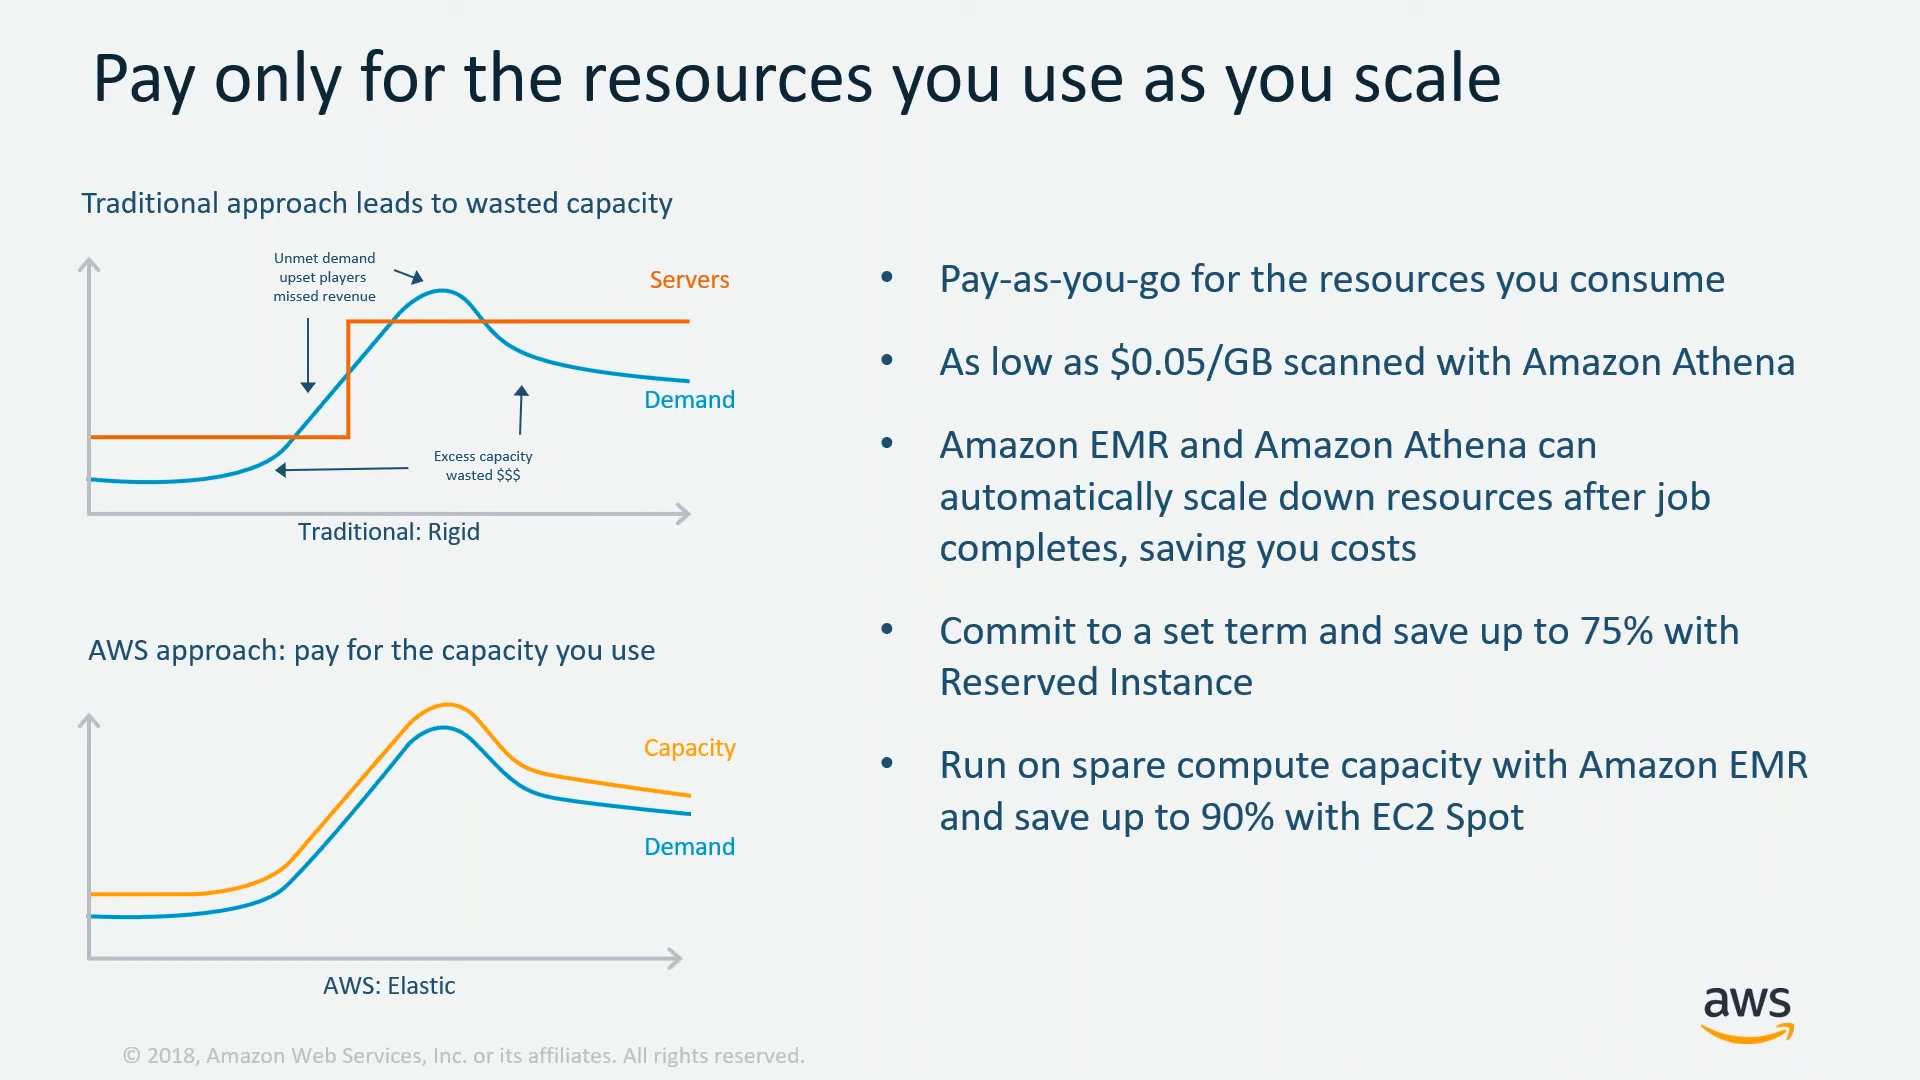 Pay only for the resources you use as you scale
Traditional approach leads to wasted capacity
Unmet demand
upset players
missed revenue
Servers
Demand
Excess capacity
wasted $$$
Traditional: Rigid
AWS approach: pay for the capacity you use
Capacity
Demand
AWS: Elastic
• Pay-as-you-go for the resources you consume
• As low as $0.05/GB scanned with Amazon Athena
• Amazon EMR and Amazon Athena can
automatically scale down resources after job
completes, saving you costs
• Commit to a set term and save up to 75% with
Reserved Instance
• Run on spare compute capacity with Amazon EMR
and save up to 90% with EC2 Spot
aws
© 2018, Amazon Web Services, Inc. or its affiliates. All rights reserved.